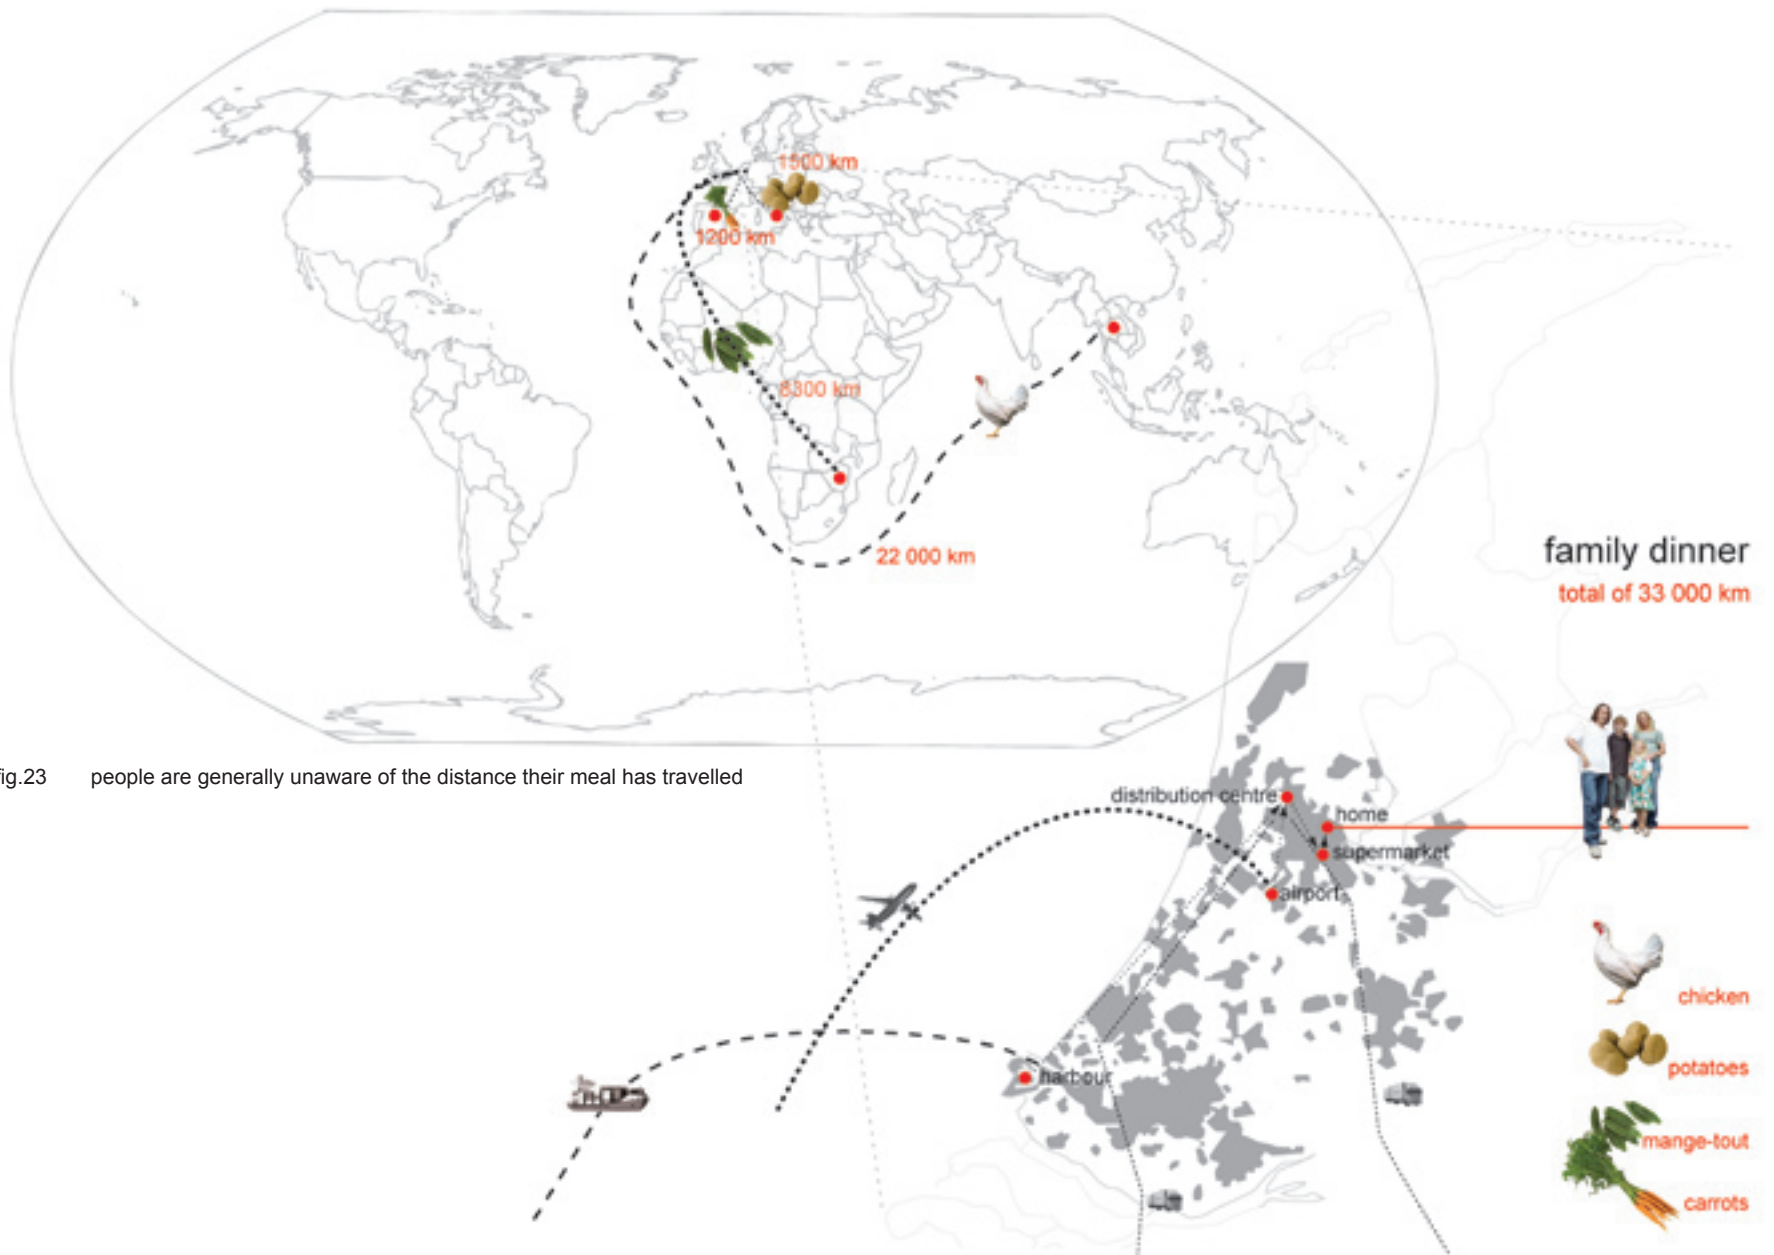 1500 km
1200 km
8300 km
22 000 km
family dinner
total of 33 000 km
fig.23 people are generally unaware of the distance their meal has travelled
distribution centre
home
supermarket
airport
harbour
chicken
potatoes
mange-tout
carrots